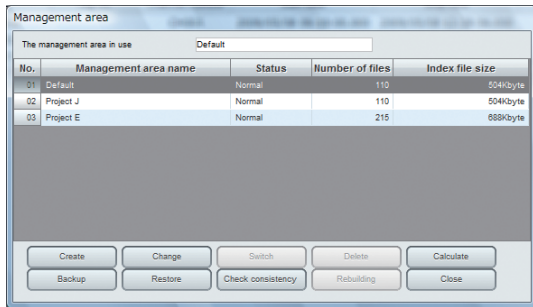 Management area
The management area in use Default
No. Management area name Status Number of files Index file size
01 Default Normal 110 504Kbyte
02 Project J Normal 110 504Kbyte
03 Project E Normal 215 688Kbyte
Create Change Switch Delete Calculate
Backup Restore Check consistency Rebuilding Close